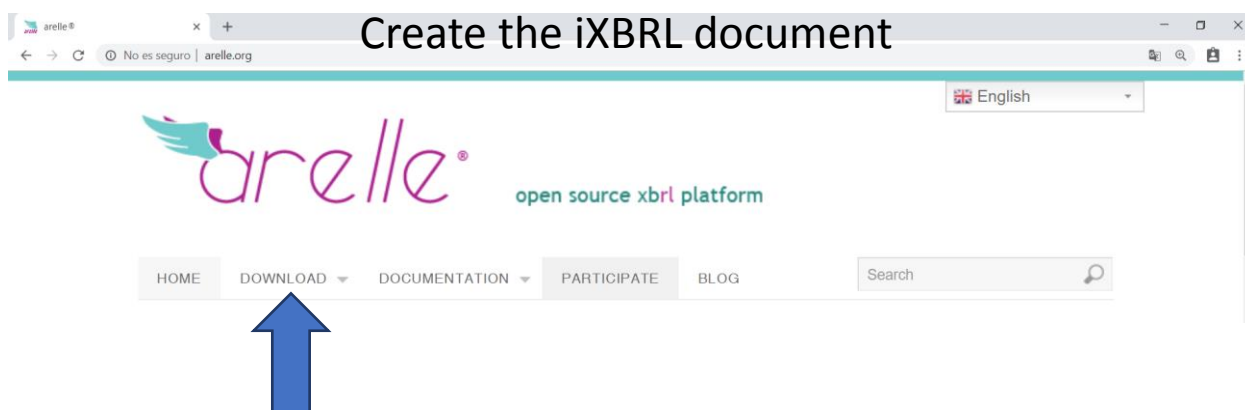 arelle®
Create the iXBRL document
No es seguro | arelle.org
English
arelle®
open source xbrl platform
HOME DOWNLOAD DOCUMENTATION PARTICIPATE BLOG Search